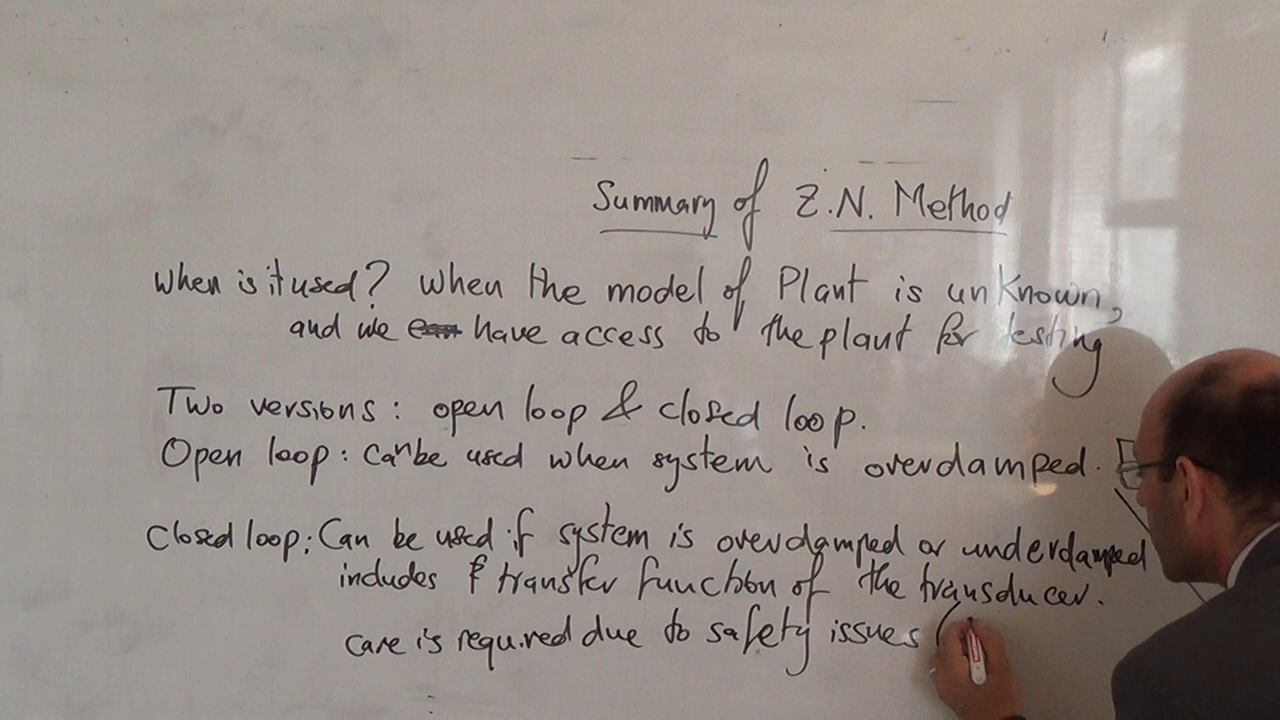 Summary of Z.N. Method
When is it used? When the model of Plant is unknown,
and we have access to the plant for testing
Two versions: open loop & closed loop.
Open loop: Can be used when system is overdamped.
Closed loop: Can be used if system is overdamped or underdamped
includes transfer function of the transducer.
care is required due to safety issues (